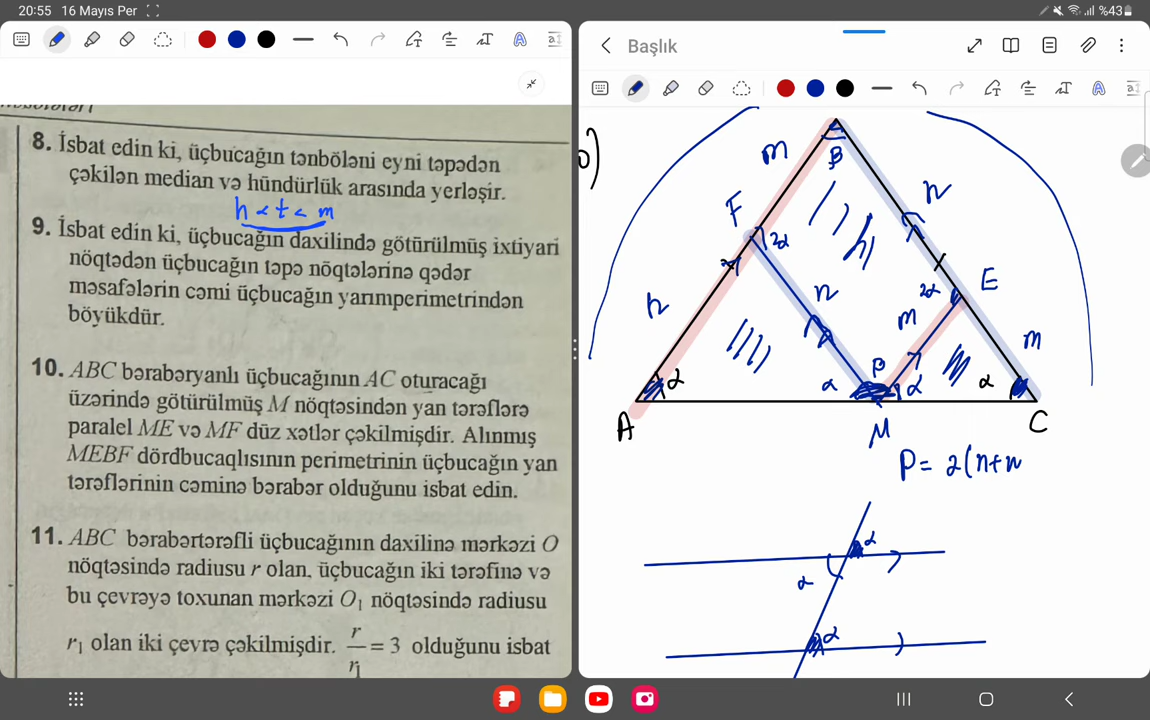 20:55 16 Mayıs Per
%43
Başlık
8. İsbat edin ki, üçbucağın tənböləni eyni təpədən
çəkilən median və hündürlük arasında yerləşir.
h < t < m
9. İsbat edin ki, üçbucağın daxilində götürülmüş ixtiyari
nöqtədən üçbucağın təpə nöqtələrinə qədər
məsafələrin cəmi üçbucağın yarımperimetrindən
böyükdür.
10. ABC bərabəryanlı üçbucağının AC oturacağı
üzərində götürülmüş M nöqtəsindən yan tərəflərə
paralel ME və MF düz xətlər çəkilmişdir. Alınmış
MEBF dördbucaqlısının perimetrinin üçbucağın yan
tərəflərinin cəminə bərabər olduğunu isbat edin.
11. ABC bərabərtərəfli üçbucağının daxilinə mərkəzi O
nöqtəsində radiusu r olan, üçbucağın iki tərəfinə və
bu çevrəyə toxunan mərkəzi O₁ nöqtəsində radiusu
r₁ olan iki çevrə çəkilmişdir. r/r₁ = 3 olduğunu isbat
m
β
n
F
2α
E
2α
n
n
m
m
α
α
β
α
α
A
M
C
P = 2(n+m
α
α
α